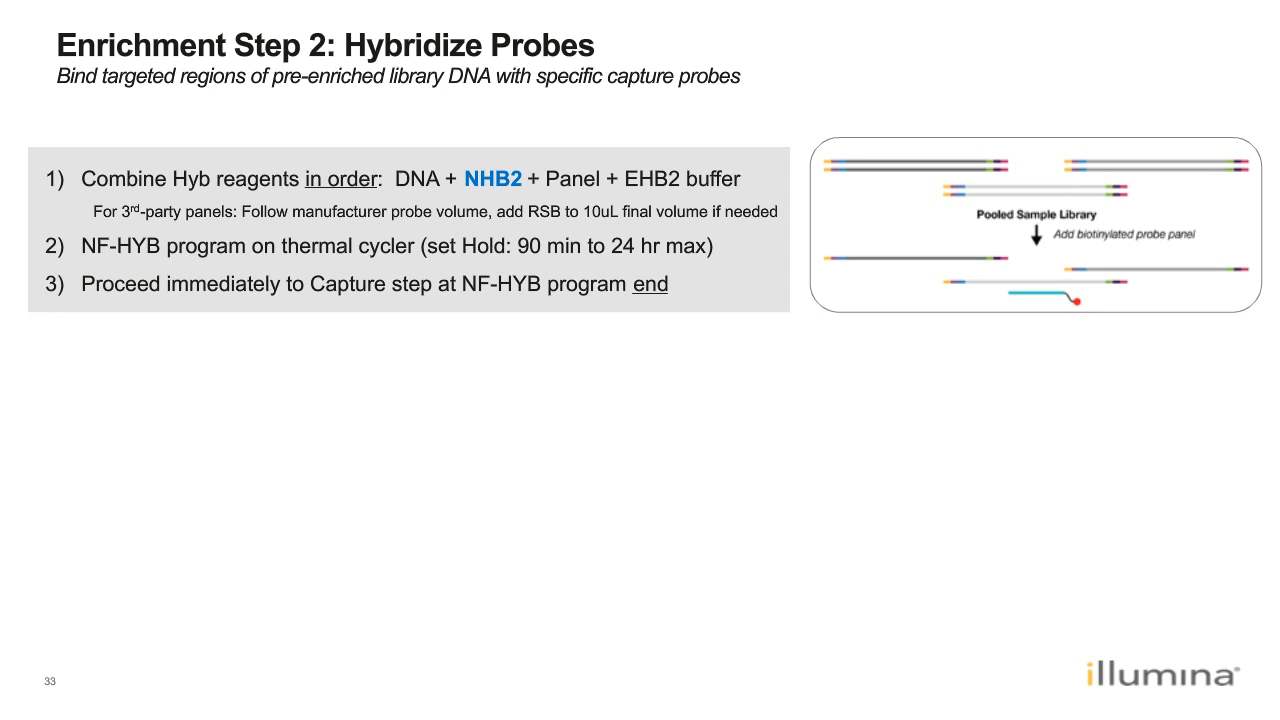 Enrichment Step 2: Hybridize Probes
Bind targeted regions of pre-enriched library DNA with specific capture probes
1) Combine Hyb reagents in order: DNA + NHB2 + Panel + EHB2 buffer
For 3rd-party panels: Follow manufacturer probe volume, add RSB to 10uL final volume if needed
2) NF-HYB program on thermal cycler (set Hold: 90 min to 24 hr max)
3) Proceed immediately to Capture step at NF-HYB program end
Pooled Sample Library
Add biotinylated probe panel
33
illumina®